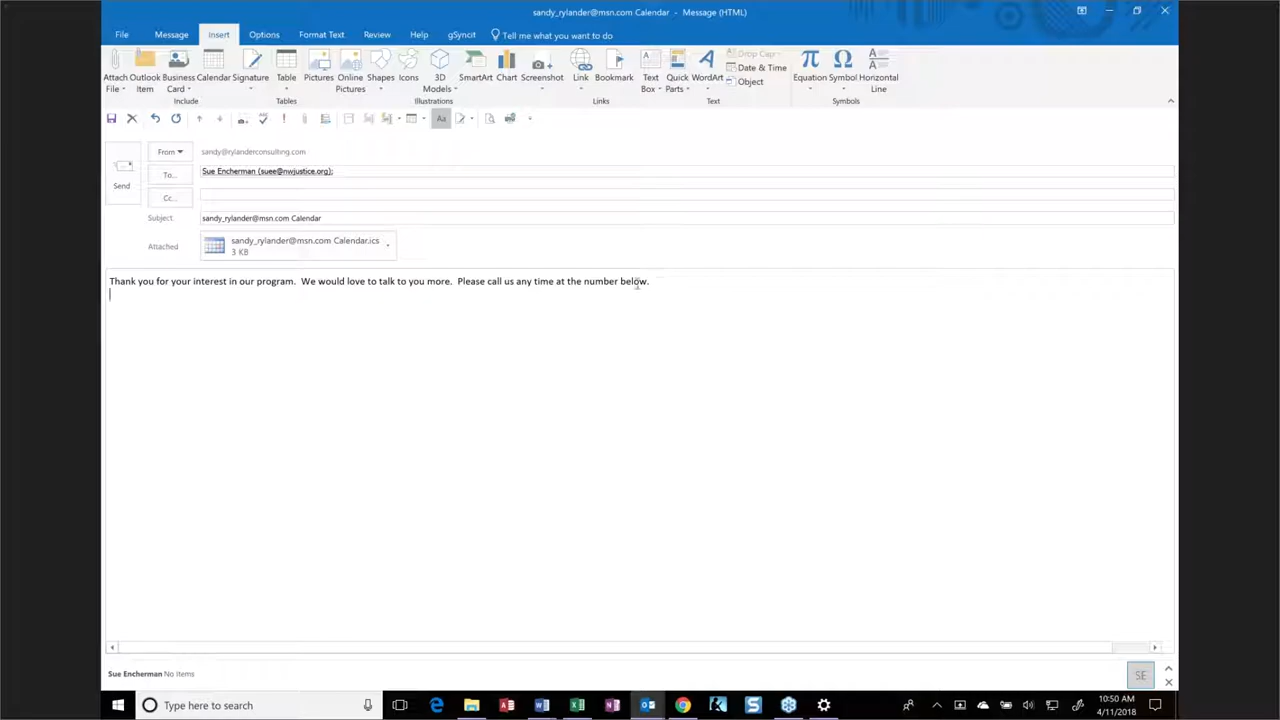 sandy_rylander@msn.com Calendar - Message (HTML)
File Message Insert Options Format Text Review Help gSyncit Tell me what you want to do
Attach File
Outlook Item
Business Card
Calendar
Signature
Table
Pictures
Online Pictures
Shapes
Icons
3D Models
SmartArt
Chart
Screenshot
Link
Bookmark
Text Box
Quick Parts
WordArt
Drop Cap
Date & Time
Object
Equation
Symbol
Horizontal Line
Include Tables Illustrations Links Text Symbols
Aa
From sandy@rylanderconsulting.com
To... Sue Encherman (suee@nwjustice.org);
Cc...
Send
Subject sandy_rylander@msn.com Calendar
Attached sandy_rylander@msn.com Calendar.ics
3 KB
Thank you for your interest in our program. We would love to talk to you more. Please call us any time at the number below.
Sue Encherman No Items
SE
Type here to search
10:50 AM
4/11/2018